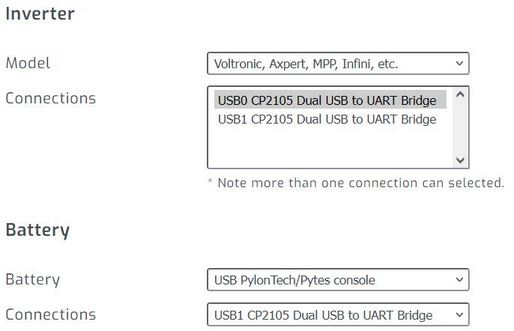 Inverter
Model Voltronic, Axpert, MPP, Infini, etc.
Connections USB0 CP2105 Dual USB to UART Bridge
USB1 CP2105 Dual USB to UART Bridge
* Note more than one connection can selected.
Battery
Battery USB PylonTech/Pytes console
Connections USB1 CP2105 Dual USB to UART Bridge